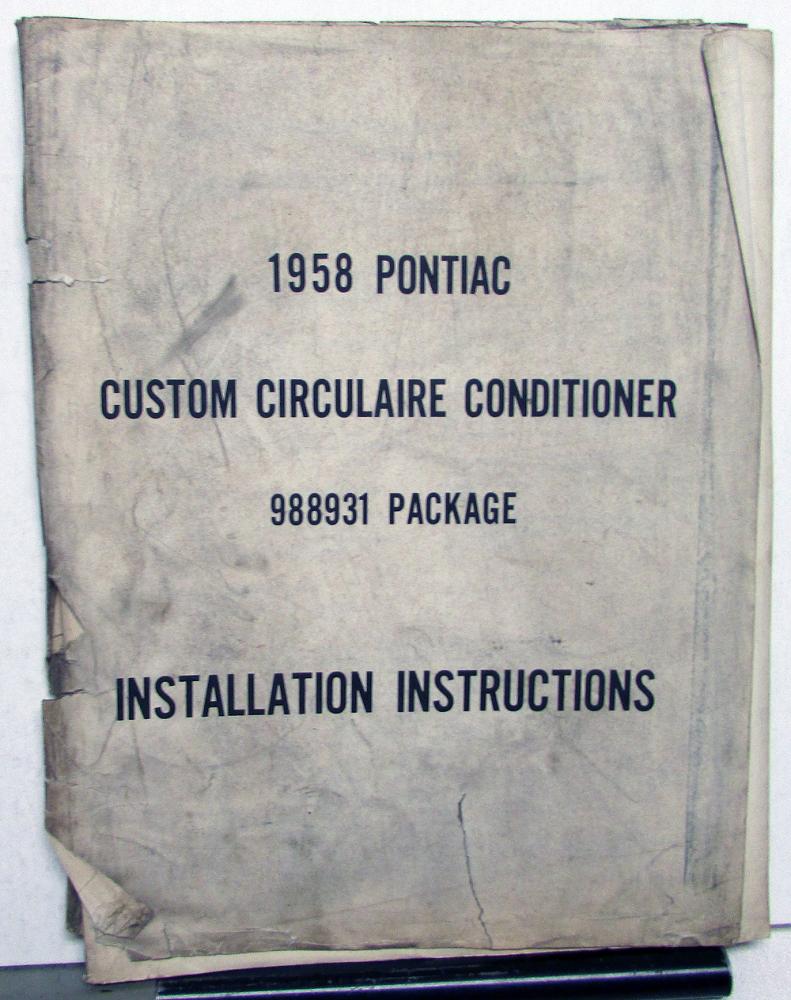 1958 PONTIAC
CUSTOM CIRCULAIRE CONDITIONER
988931 PACKAGE
INSTALLATION INSTRUCTIONS